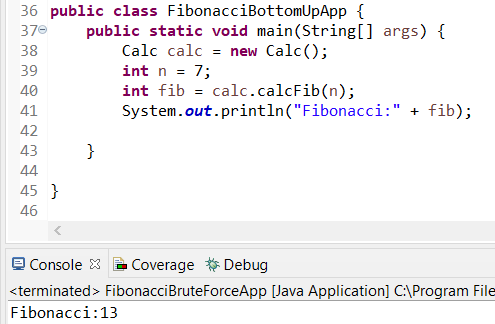 36 public class FibonacciBottomUpApp {
37 public static void main(String[] args) {
38 Calc calc = new Calc();
39 int n = 7;
40 int fib = calc.calcFib(n);
41 System.out.println("Fibonacci:" + fib);
42
43 }
44
45 }
46
Console Coverage Debug
<terminated> FibonacciBruteForceApp [Java Application] C:\Program File
Fibonacci:13